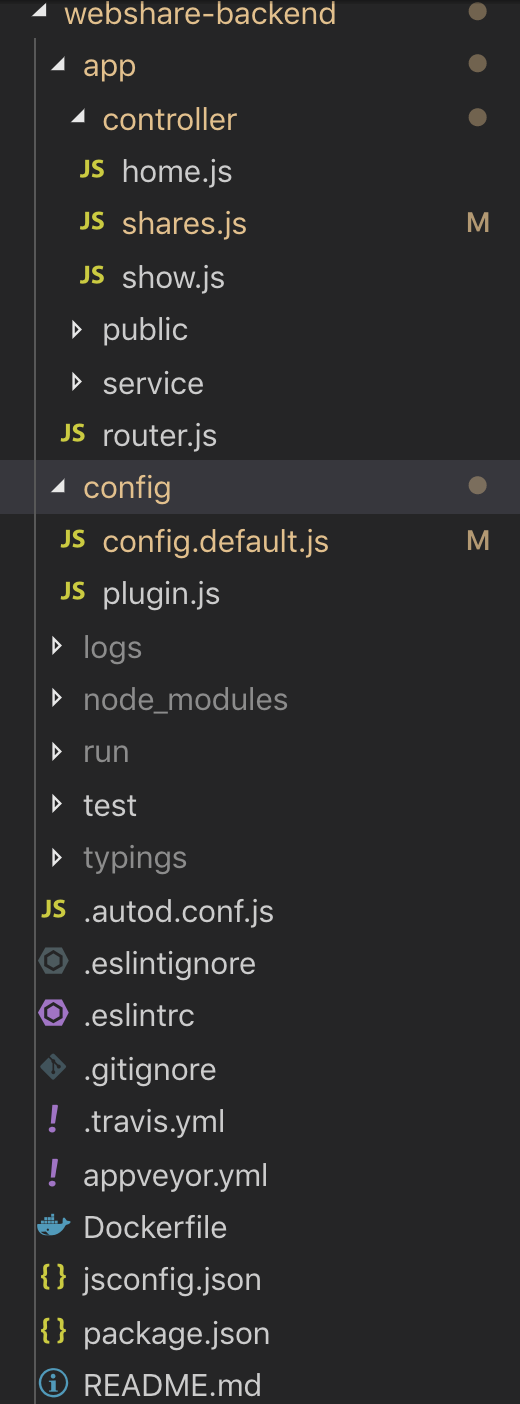 webshare-backend
app
controller
JS home.js
JS shares.js M
JS show.js
public
service
JS router.js
config
JS config.default.js M
JS plugin.js
logs
node_modules
run
test
typings
JS .autod.conf.js
.eslintignore
.eslintrc
.gitignore
! .travis.yml
! appveyor.yml
Dockerfile
{} jsconfig.json
{} package.json
README.md